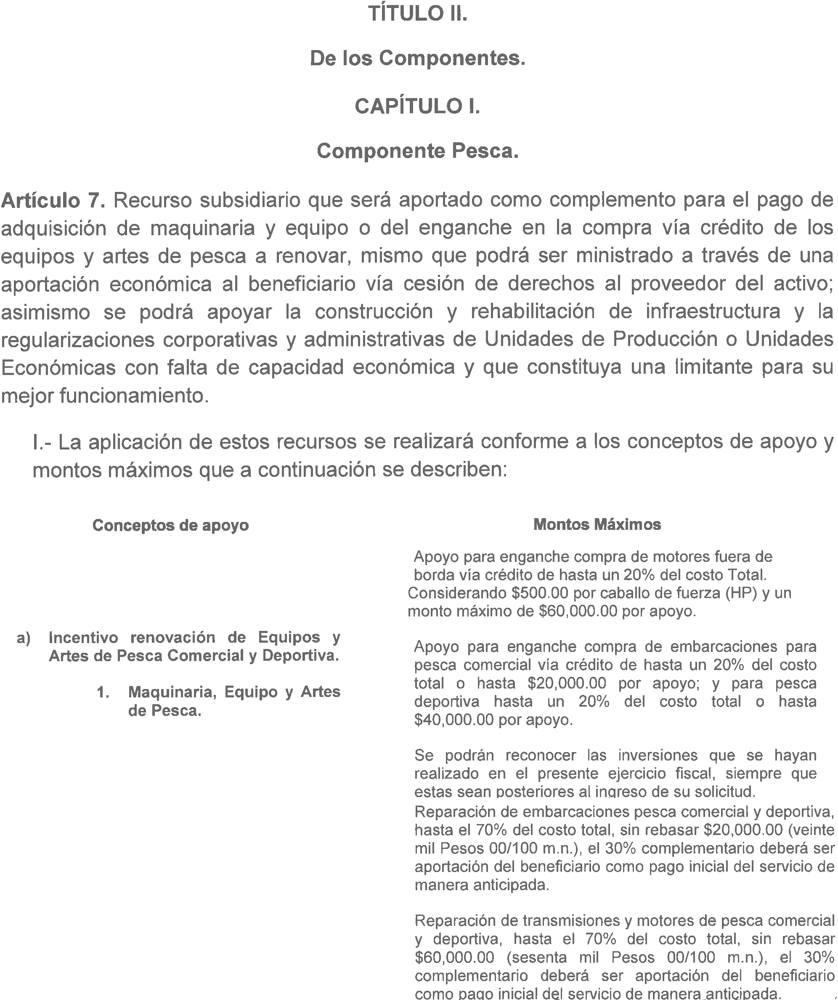 TÍTULO II.
De los Componentes.
CAPÍTULO I.
Componente Pesca.
Artículo 7. Recurso subsidiario que será aportado como complemento para el pago de
adquisición de maquinaria y equipo o del enganche en la compra vía crédito de los
equipos y artes de pesca a renovar, mismo que podrá ser ministrado a través de una
aportación económica al beneficiario vía cesión de derechos al proveedor del activo;
asimismo se podrá apoyar la construcción y rehabilitación de infraestructura y la
regularizaciones corporativas y administrativas de Unidades de Producción o Unidades
Económicas con falta de capacidad económica y que constituya una limitante para su
mejor funcionamiento.
I.- La aplicación de estos recursos se realizará conforme a los conceptos de apoyo y
montos máximos que a continuación se describen:
Conceptos de apoyo
a) Incentivo renovación de Equipos y
Artes de Pesca Comercial y Deportiva.
1. Maquinaria, Equipo y Artes
de Pesca.
Montos Máximos
Apoyo para enganche compra de motores fuera de
borda vía crédito de hasta un 20% del costo Total.
Considerando $500.00 por caballo de fuerza (HP) y un
monto máximo de $60,000.00 por apoyo.
Apoyo para enganche compra de embarcaciones para
pesca comercial vía crédito de hasta un 20% del costo
total o hasta $20,000.00 por apoyo; y para pesca
deportiva hasta un 20% del costo total o hasta
$40,000.00 por apoyo.
Se podrán reconocer las inversiones que se hayan
realizado en el presente ejercicio fiscal, siempre que
estas sean posteriores al ingreso de su solicitud.
Reparación de embarcaciones pesca comercial y deportiva,
hasta el 70% del costo total, sin rebasar $20,000.00 (veinte
mil Pesos 00/100 m.n.), el 30% complementario deberá ser
aportación del beneficiario como pago inicial del servicio de
manera anticipada.
Reparación de transmisiones y motores de pesca comercial
y deportiva, hasta el 70% del costo total, sin rebasar
$60,000.00 (sesenta mil Pesos 00/100 m.n.), el 30%
complementario deberá ser aportación del beneficiario
como pago inicial del servicio de manera anticipada.